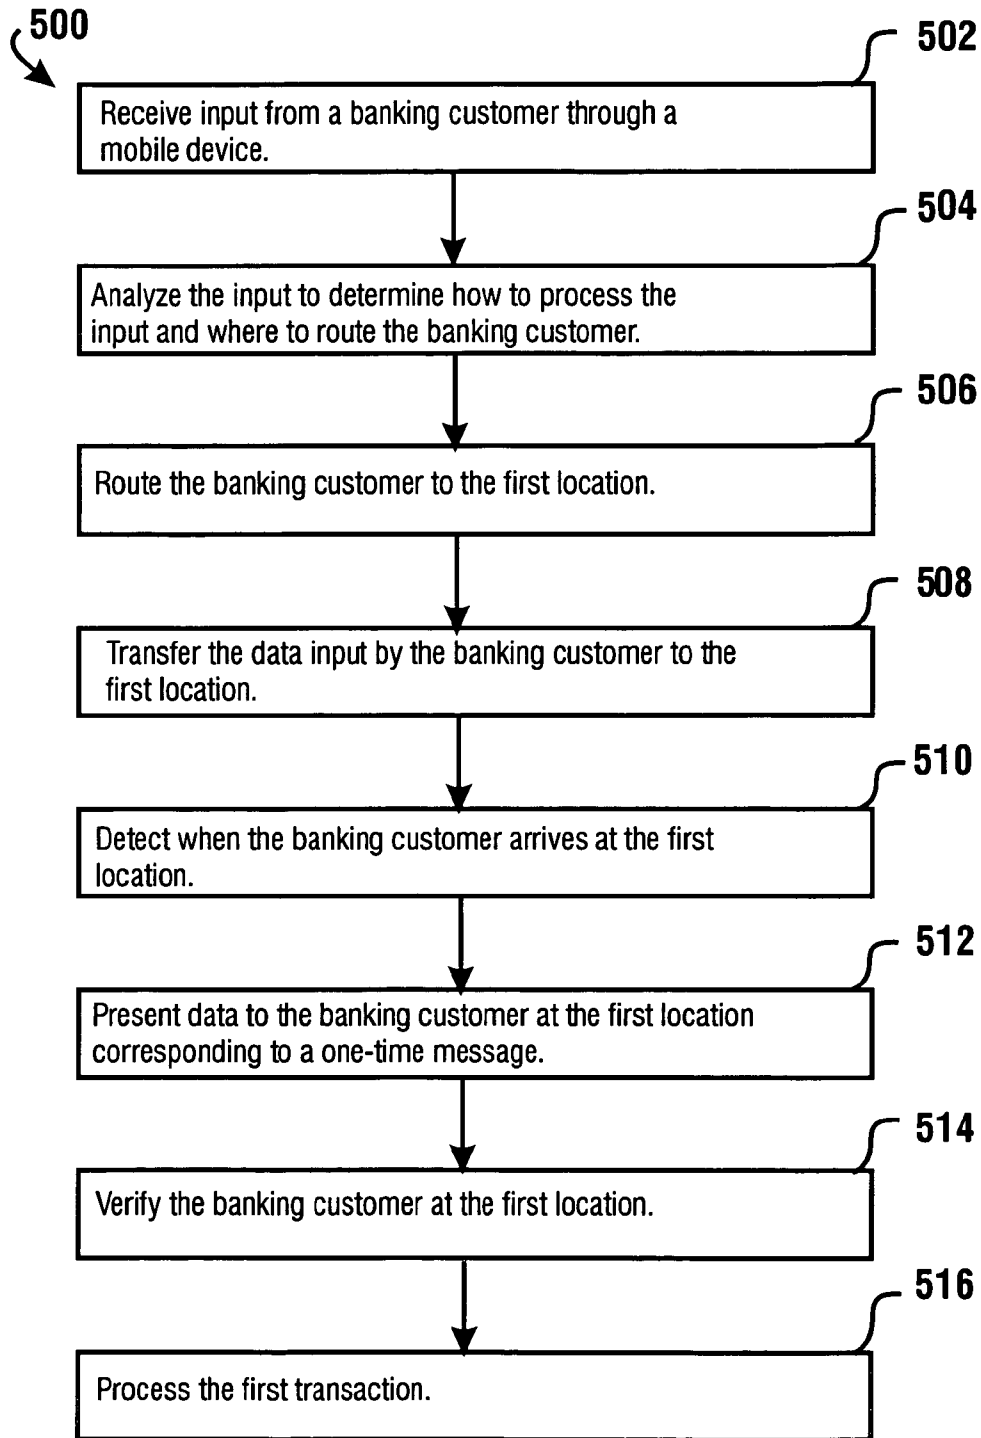 500
502
Receive input from a banking customer through a
mobile device.
504
Analyze the input to determine how to process the
input and where to route the banking customer.
506
Route the banking customer to the first location.
508
Transfer the data input by the banking customer to the
first location.
510
Detect when the banking customer arrives at the first
location.
512
Present data to the banking customer at the first location
corresponding to a one-time message.
514
Verify the banking customer at the first location.
516
Process the first transaction.